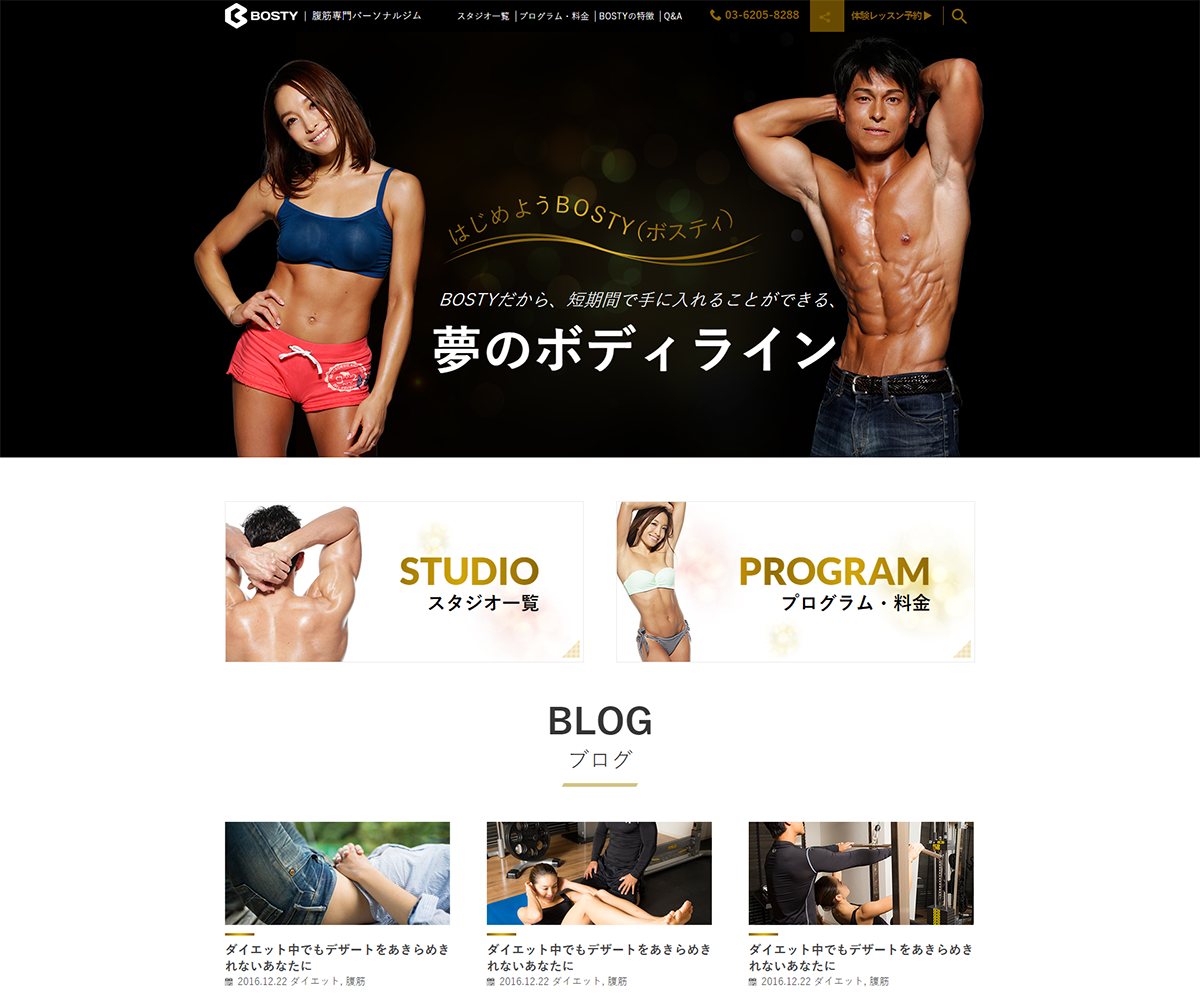 BOSTY | 腹筋専門パーソナルジム
スタジオ一覧 | プログラム・料金 | BOSTYの特徴 | Q&A
03-6205-8288
体験レッスン予約▶
はじめようBOSTY(ボスティ)
BOSTYだから、短期間で手に入れることができる、
夢のボディライン
STUDIO
スタジオ一覧
PROGRAM
プログラム・料金
BLOG
ブログ
ダイエット中でもデザートをあきらめき
れないあなたに
2016.12.22 ダイエット, 腹筋
ダイエット中でもデザートをあきらめき
れないあなたに
2016.12.22 ダイエット, 腹筋
ダイエット中でもデザートをあきらめき
れないあなたに
2016.12.22 ダイエット, 腹筋